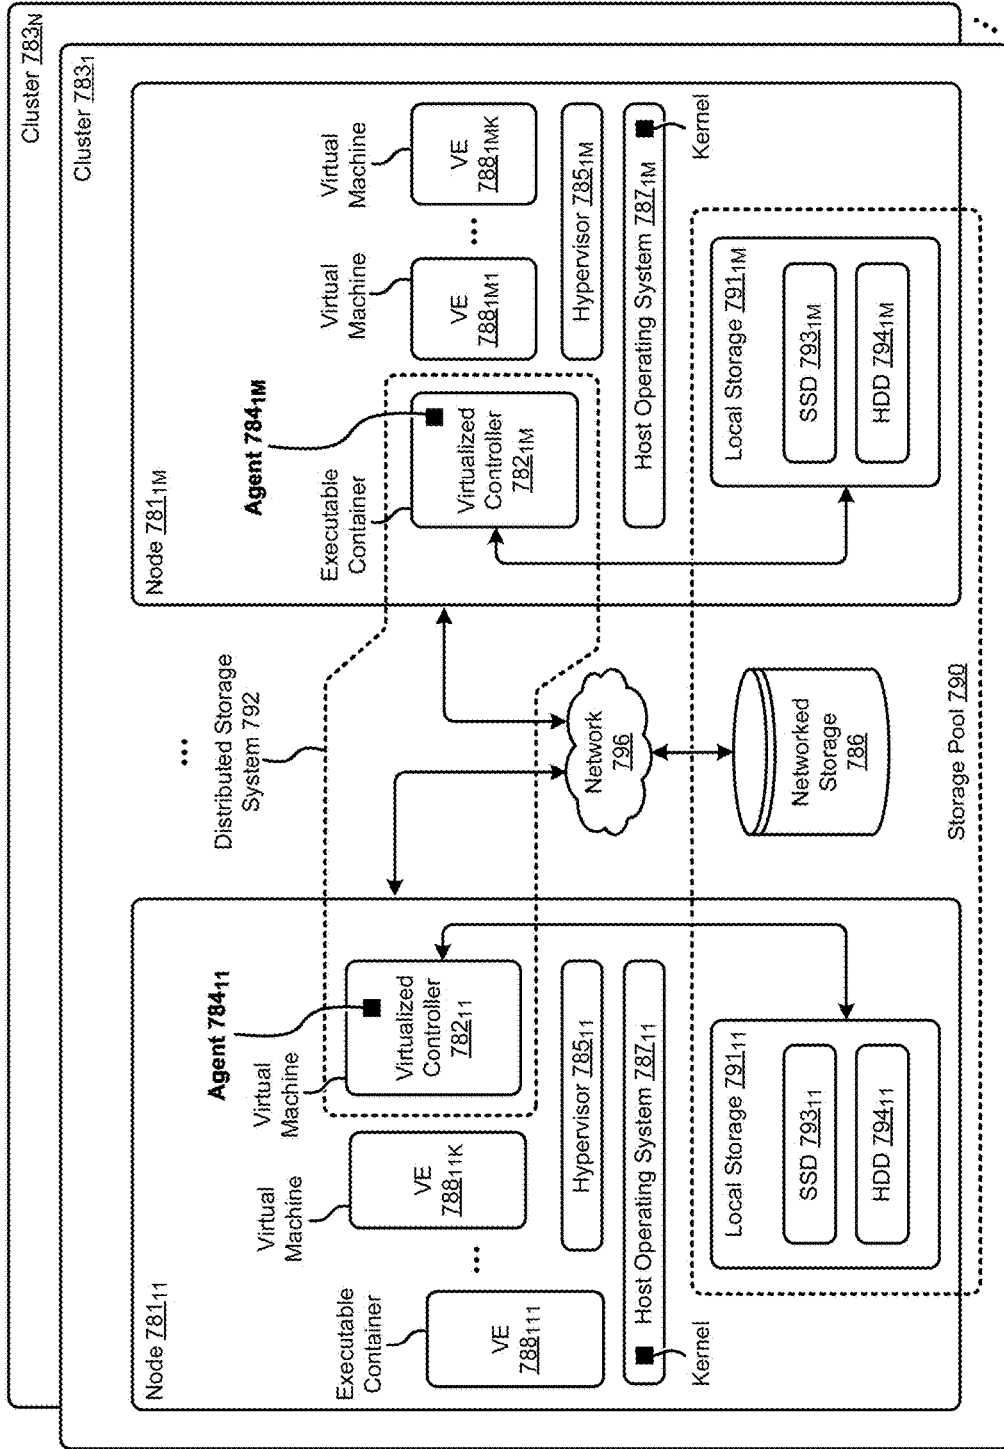 Cluster 783N
Cluster 7831
Node 78111
Agent 78411
Virtual
Machine
Virtualized
Controller
78211
Virtual
Machine
VE
78811K
...
Executable
Container
VE
788111
Hypervisor 78511
Host Operating System 78711
Kernel
Local Storage 79111
SSD 79311
HDD 79411
...
Distributed Storage
System 792
Network
796
Networked
Storage
786
Storage Pool 790
Node 7811M
Agent 7841M
Executable
Container
Virtualized
Controller
7821M
Virtual
Machine
VE
7881M1
...
Virtual
Machine
VE
7881MK
Hypervisor 7851M
Host Operating System 7871M
Kernel
Local Storage 7911M
SSD 7931M
HDD 7941M
...